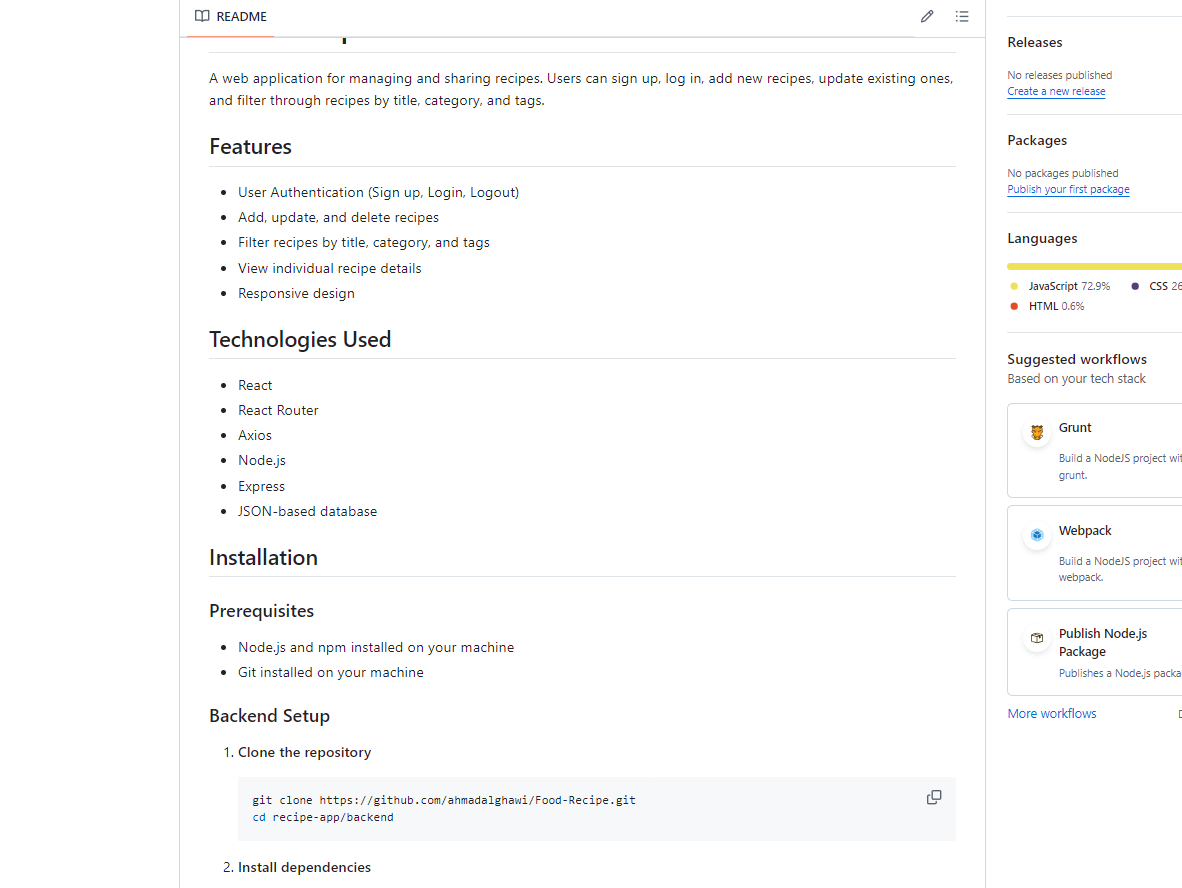 README
A web application for managing and sharing recipes. Users can sign up, log in, add new recipes, update existing ones,
and filter through recipes by title, category, and tags.
Features
User Authentication (Sign up, Login, Logout)
Add, update, and delete recipes
Filter recipes by title, category, and tags
View individual recipe details
Responsive design
Technologies Used
React
React Router
Axios
Node.js
Express
JSON-based database
Installation
Prerequisites
Node.js and npm installed on your machine
Git installed on your machine
Backend Setup
1. Clone the repository
git clone https://github.com/ahmadalghawi/Food-Recipe.git
cd recipe-app/backend
2. Install dependencies
Releases
No releases published
Create a new release
Packages
No packages published
Publish your first package
Languages
JavaScript 72.9% CSS 26
HTML 0.6%
Suggested workflows
Based on your tech stack
Grunt
Build a NodeJS project wit
grunt.
Webpack
Build a NodeJS project wit
webpack.
Publish Node.js
Package
Publishes a Node.js packa
More workflows